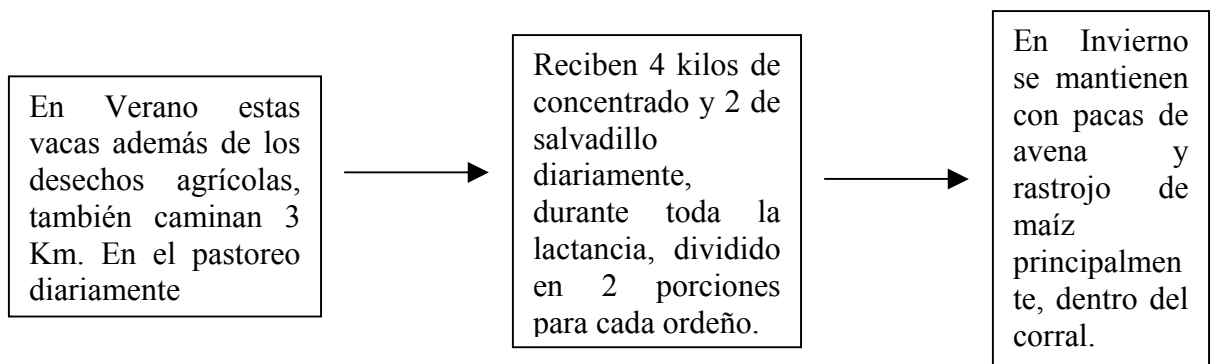 En Verano estas
vacas además de los
desechos agrícolas,
también caminan 3
Km. En el pastoreo
diariamente
Reciben 4 kilos de
concentrado y 2 de
salvadillo
diariamente,
durante toda la
lactancia, dividido
en 2 porciones
para cada ordeño.
En Invierno
se mantienen
con pacas de
avena y
rastrojo de
maíz
principalmen
te, dentro del
corral.